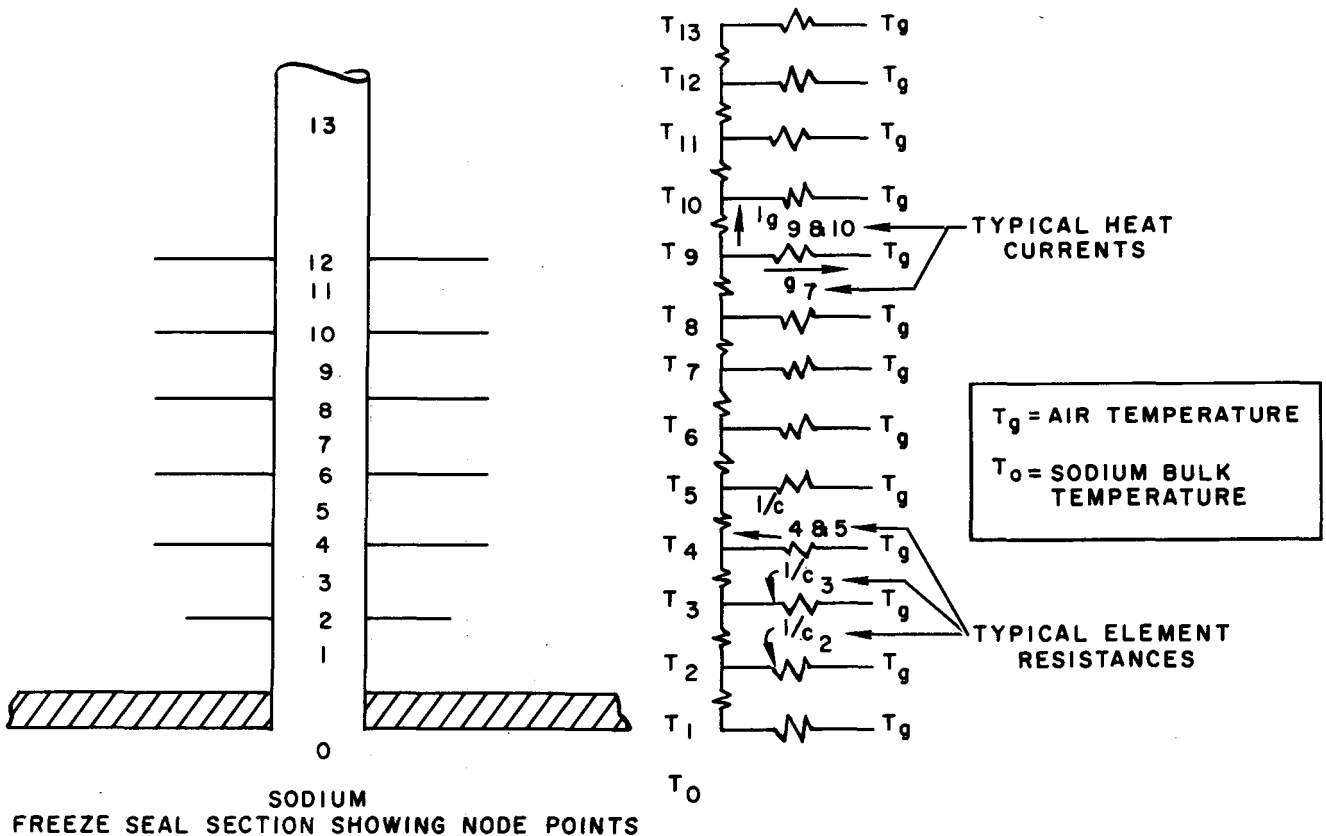 13
12
11
10
9
8
7
6
5
4
3
2
1
0
SODIUM
FREEZE SEAL SECTION SHOWING NODE POINTS
T13 Tg
T12 Tg
T11 Tg
T10 Tg
Ig 9 & 10
T9 Tg
g7
T8 Tg
T7 Tg
T6 Tg
T5 Tg
1/c 4 & 5
T4 Tg
1/c3
T3 Tg
1/c2
T2 Tg
T1 Tg
T0
TYPICAL HEAT
CURRENTS
Tg = AIR TEMPERATURE
To = SODIUM BULK
TEMPERATURE
TYPICAL ELEMENT
RESISTANCES